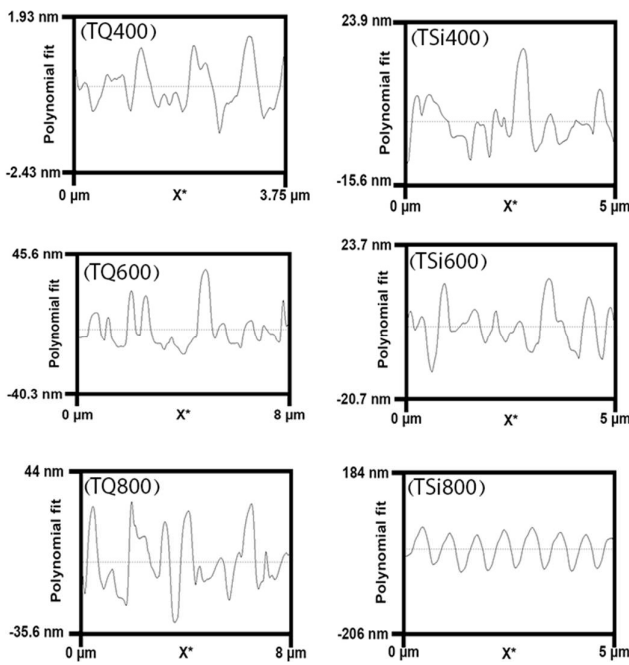 1.93 nm
(TQ400)
Polynomial fit
-2.43 nm
0 µm
X*
3.75 µm
23.9 nm
(TSi400)
Polynomial fit
-15.6 nm
0 µm
X*
5 µm
45.6 nm
(TQ600)
Polynomial fit
-40.3 nm
0 µm
X*
8 µm
23.7 nm
(TSi600)
Polynomial fit
-20.7 nm
0 µm
X*
5 µm
44 nm
(TQ800)
Polynomial fit
-35.6 nm
0 µm
X*
8 µm
184 nm
(TSi800)
Polynomial fit
-206 nm
0 µm
X*
5 µm